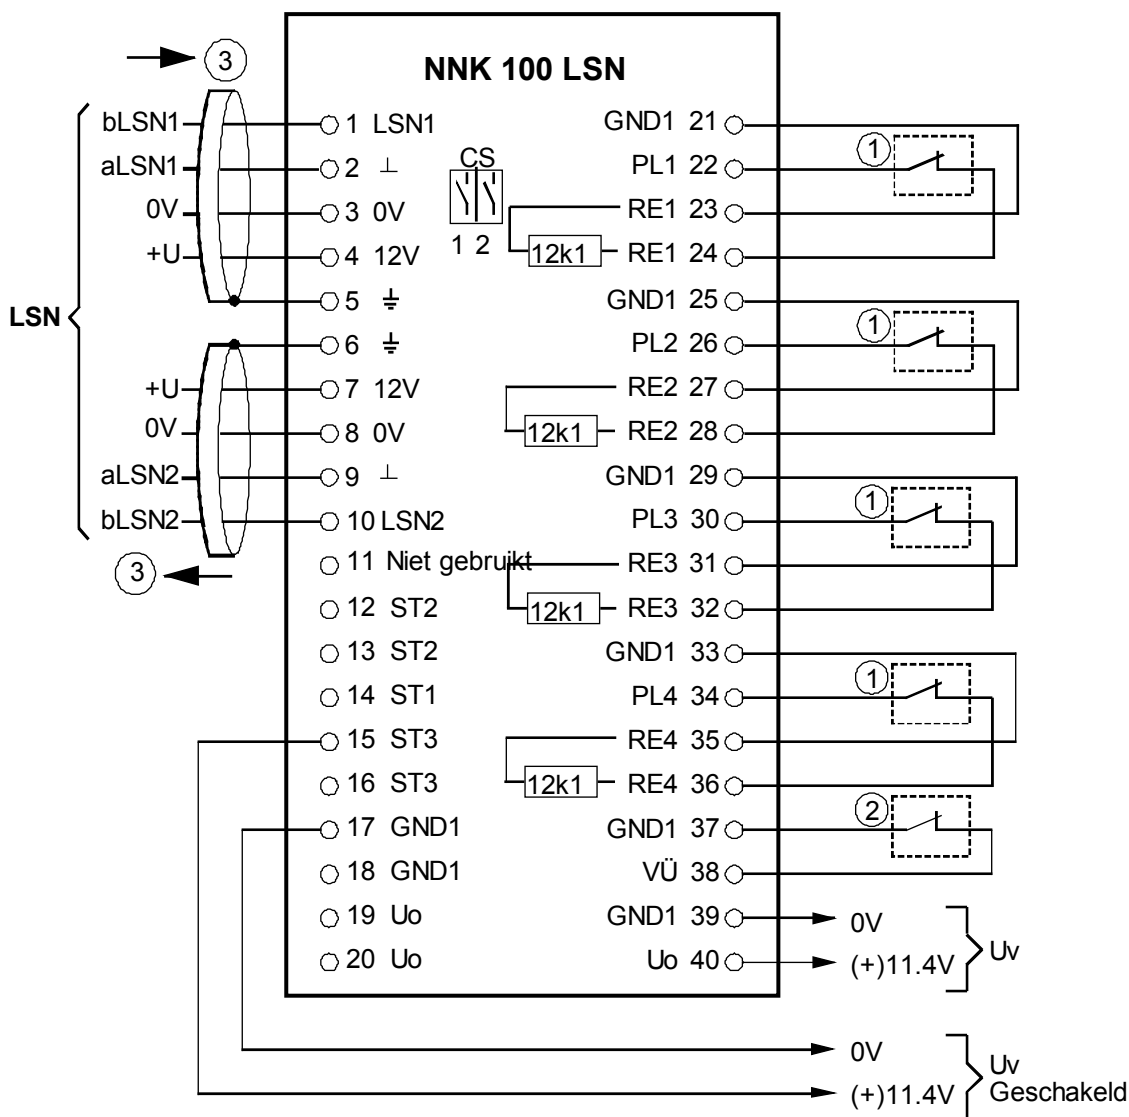 NNK 100 LSN
3
bLSN1
aLSN1
0V
+U
LSN
+U
0V
aLSN2
bLSN2
3
1 LSN1
2 ⊥
3 0V
4 12V
5 ⏚
6 ⏚
7 12V
8 0V
9 ⊥
10 LSN2
11 Niet gebruikt
12 ST2
13 ST2
14 ST1
15 ST3
16 ST3
17 GND1
18 GND1
19 Uo
20 Uo
CS
1 2
12k1
12k1
12k1
12k1
GND1 21
PL1 22
RE1 23
RE1 24
GND1 25
PL2 26
RE2 27
RE2 28
GND1 29
PL3 30
RE3 31
RE3 32
GND1 33
PL4 34
RE4 35
RE4 36
GND1 37
VÜ 38
GND1 39
Uo 40
1
1
1
1
2
0V
(+)11.4V
Uv
0V
(+)11.4V
Uv
Geschakeld